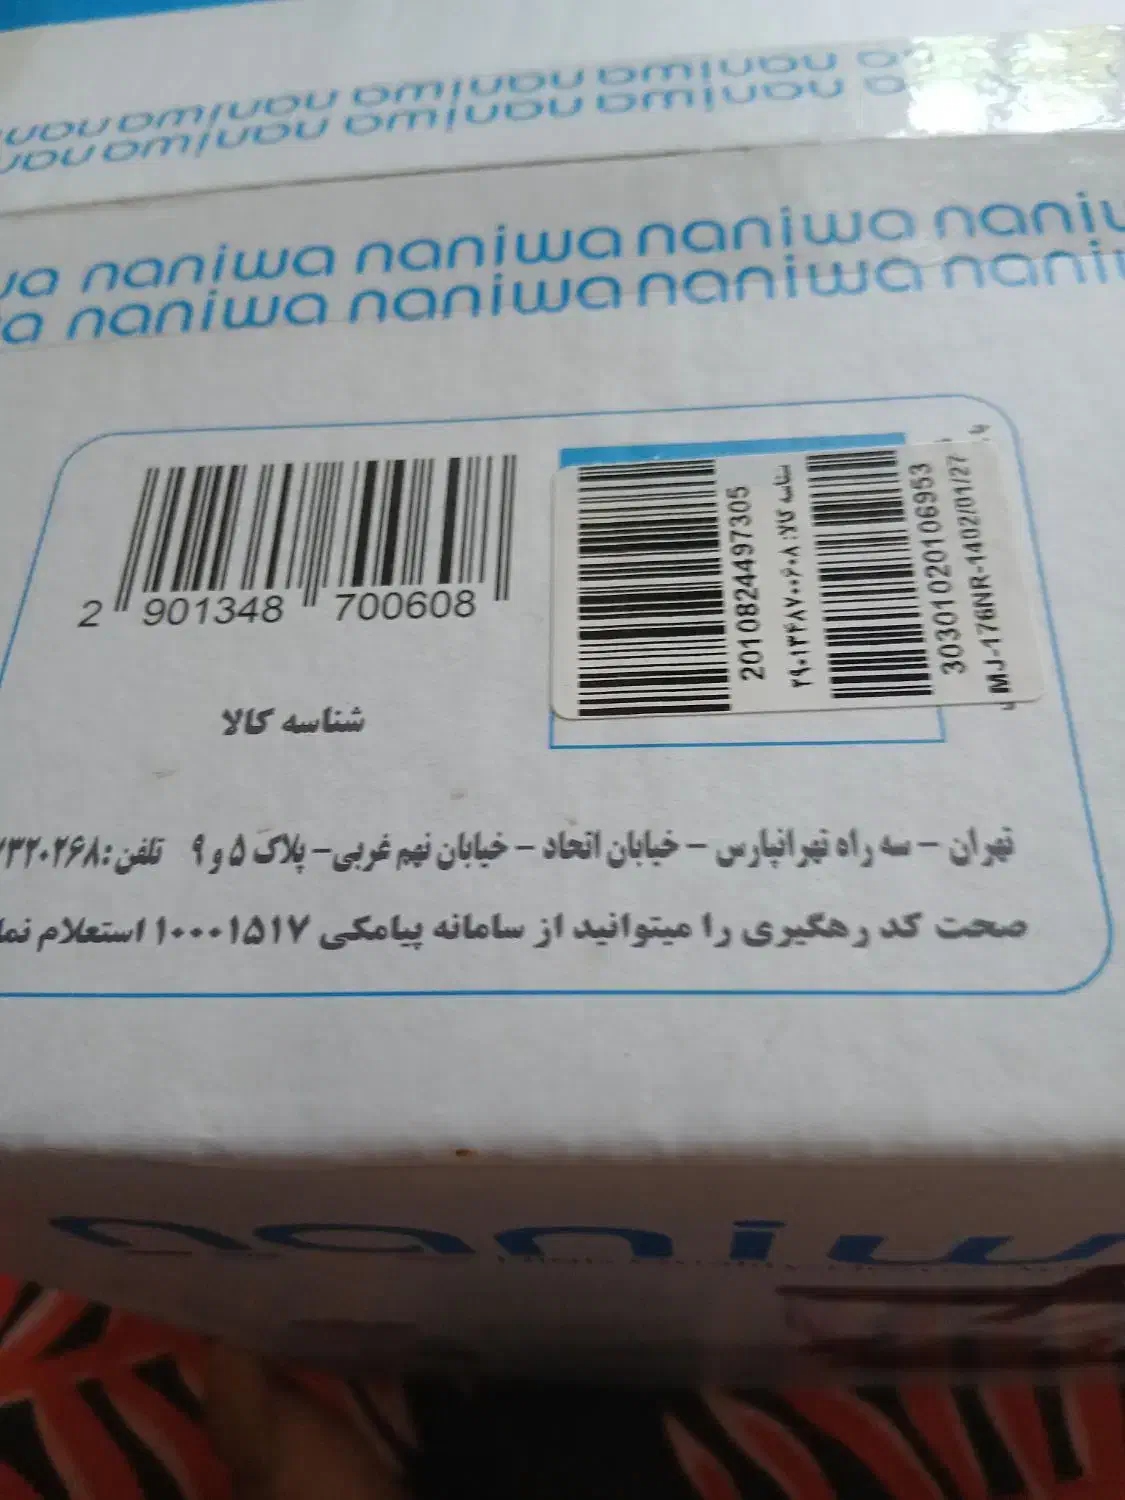 naniwa naniwa naniwa
naniwa naniwa naniwa
naniwa naniwa naniwa
naniwa naniwa naniwa
2 901348 700608
شناسه کالا
2010824497305
شناسه کالا: ۲۹۰۱۳۴۸۷۰۰۶۰۸
30301020106953
MJ-176NR-1402/01/27
تهران - سه راه تهرانپارس - خیابان اتحاد - خیابان نهم غربی - پلاک ۵ و ۹ تلفن: ۷۳۲۰۲۶۸
صحت کد رهگیری را میتوانید از سامانه پیامکی ۱۰۰۰۱۵۱۷ استعلام
naniw